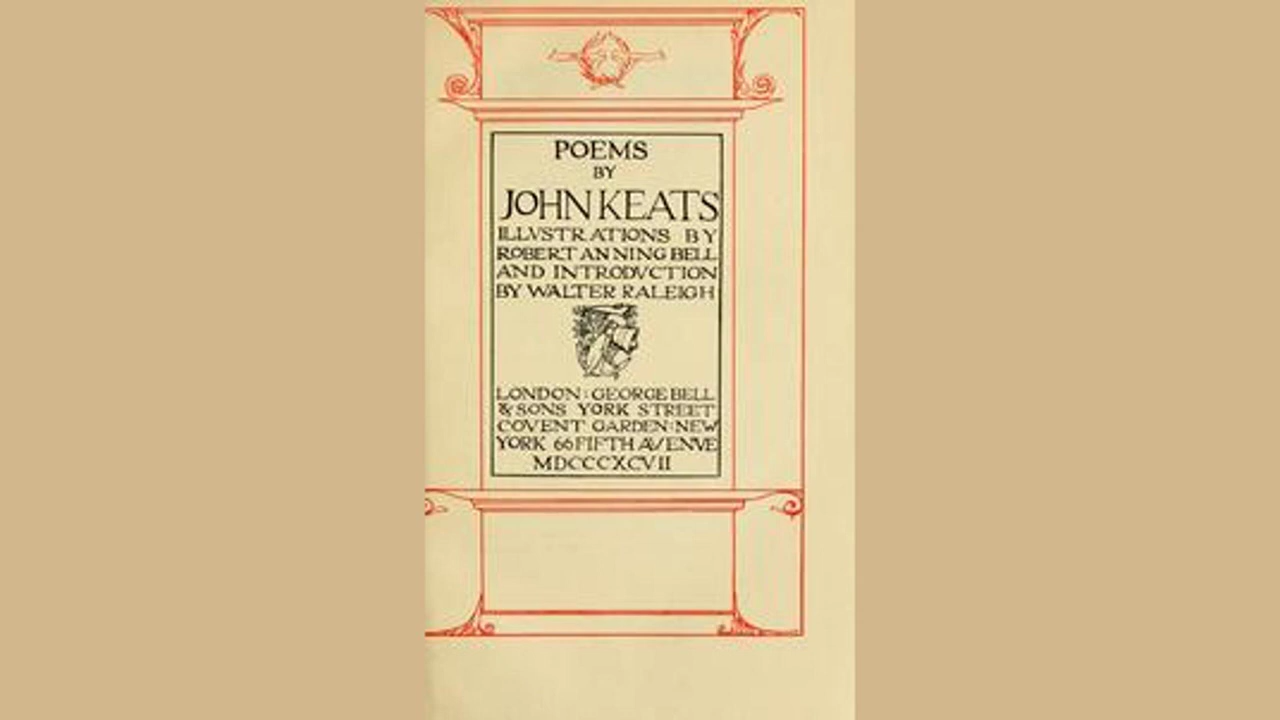 POEMS
BY
JOHN KEATS
ILLVSTRATIONS BY
ROBERT ANNING BELL
AND INTRODVCTION
BY WALTER RALEIGH
LONDON : GEORGE BELL
& SONS YORK STREET
COVENT GARDEN : NEW
YORK 66 FIFTH AVENVE
MDCCCXCVII